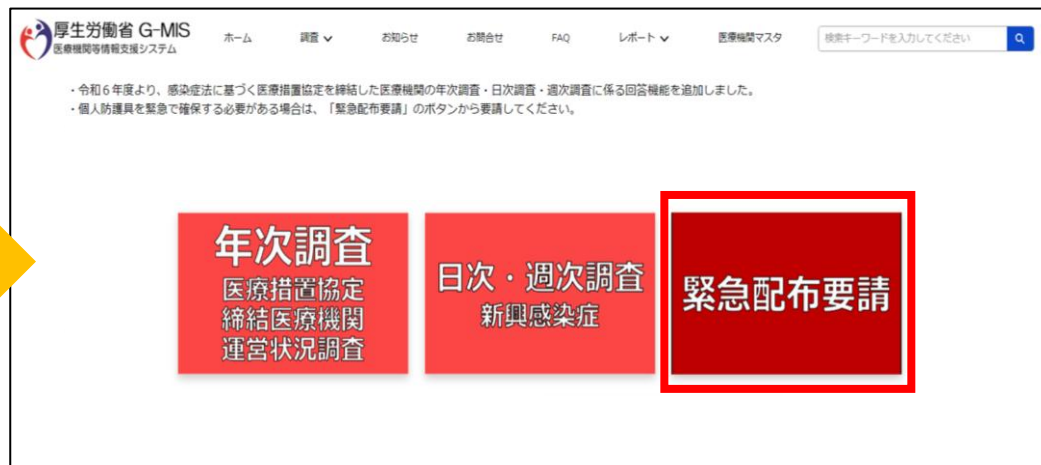 厚生労働省 G-MIS
医療機関等情報支援システム
ホーム
調査
お知らせ
お問合せ
FAQ
レポート
医療機関マスタ
検索キーワードを入力してください
・令和６年度より、感染症法に基づく医療措置協定を締結した医療機関の年次調査・日次調査・週次調査に係る回答機能を追加しました。
・個人防護具を緊急で確保する必要がある場合は、「緊急配布要請」のボタンから要請してください。
年次調査
医療措置協定
締結医療機関
運営状況調査
日次・週次調査
新興感染症
緊急配布要請